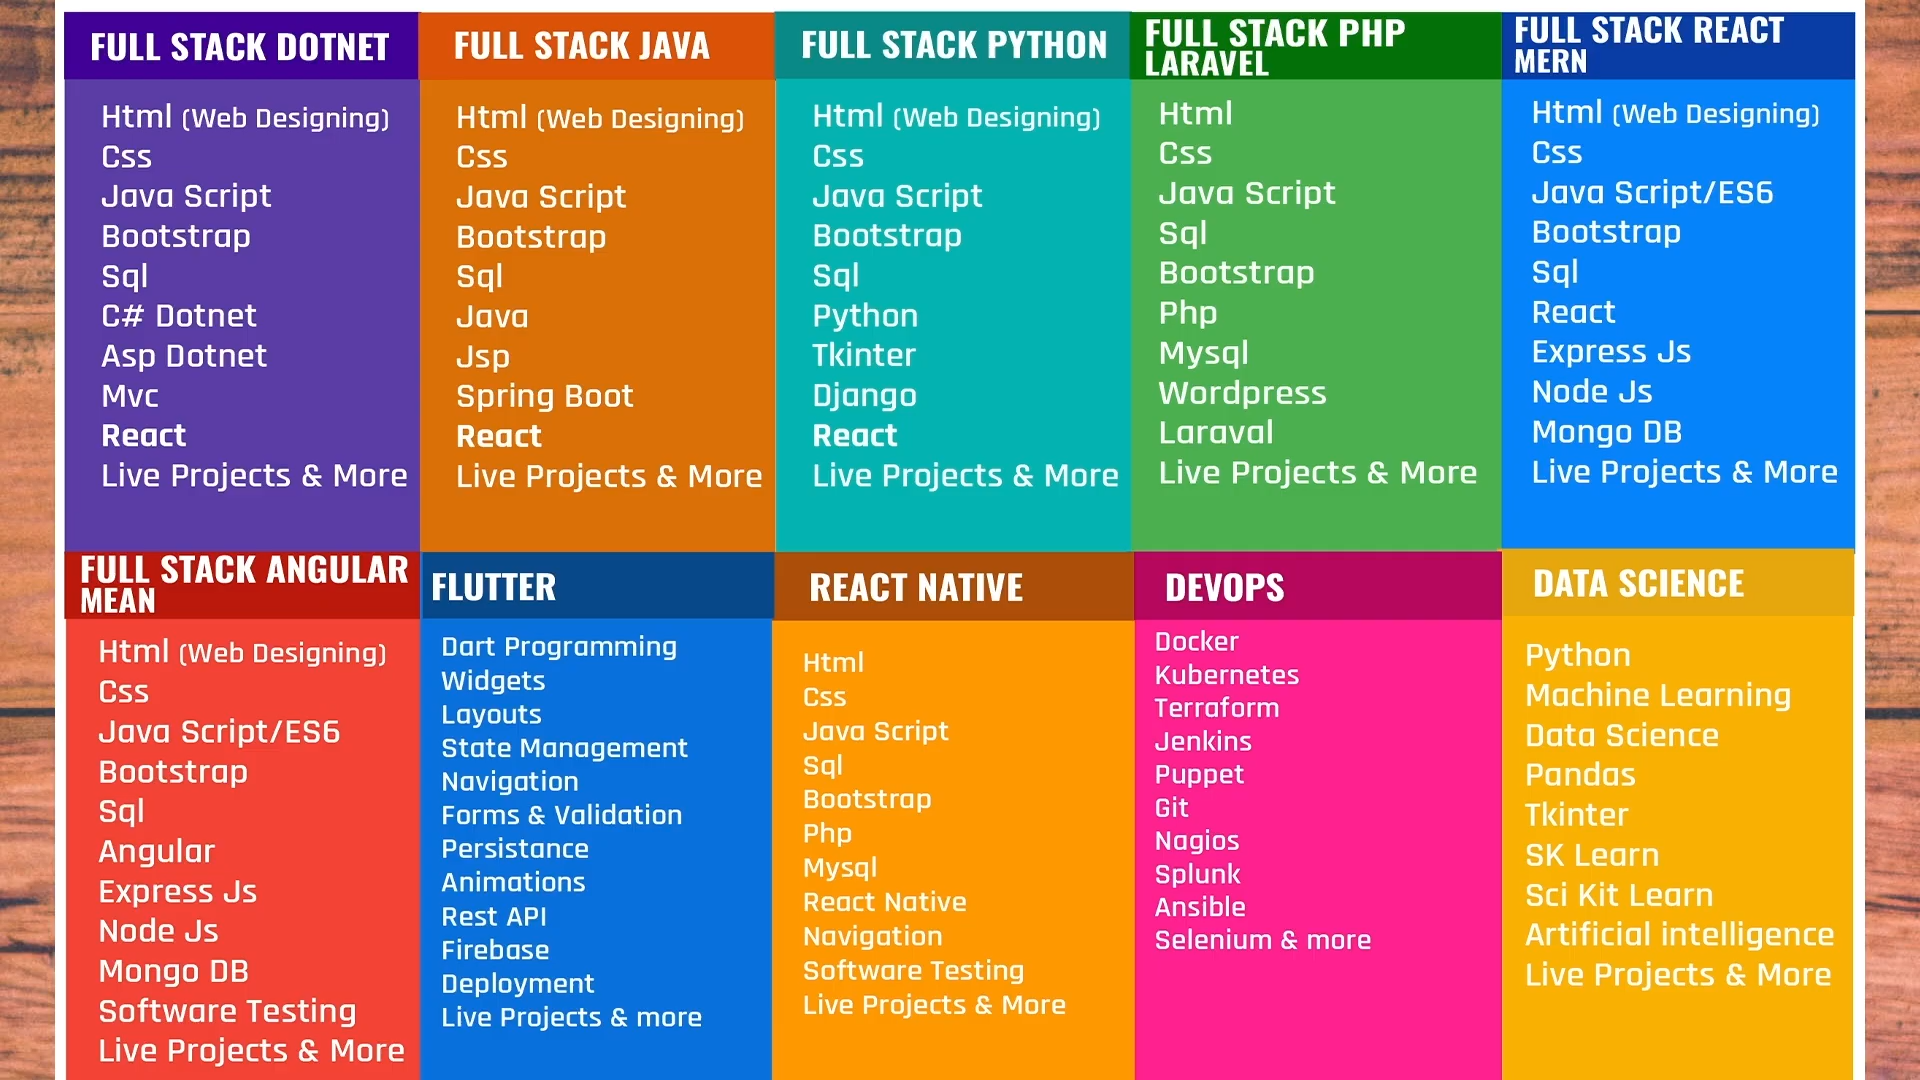 FULL STACK DOTNET
Html (Web Designing)
Css
Java Script
Bootstrap
Sql
C# Dotnet
Asp Dotnet
Mvc
React
Live Projects & More
FULL STACK JAVA
Html (Web Designing)
Css
Java Script
Bootstrap
Sql
Java
Jsp
Spring Boot
React
Live Projects & More
FULL STACK PYTHON
Html (Web Designing)
Css
Java Script
Bootstrap
Sql
Python
Tkinter
Django
React
Live Projects & More
FULL STACK PHP
LARAVEL
Html
Css
Java Script
Sql
Bootstrap
Php
Mysql
Wordpress
Laraval
Live Projects & More
FULL STACK REACT
MERN
Html (Web Designing)
Css
Java Script/ES6
Bootstrap
Sql
React
Express Js
Node Js
Mongo DB
Live Projects & More
FULL STACK ANGULAR
MEAN
Html (Web Designing)
Css
Java Script/ES6
Bootstrap
Sql
Angular
Express Js
Node Js
Mongo DB
Software Testing
Live Projects & More
FLUTTER
Dart Programming
Widgets
Layouts
State Management
Navigation
Forms & Validation
Persistance
Animations
Rest API
Firebase
Deployment
Live Projects & more
REACT NATIVE
Html
Css
Java Script
Sql
Bootstrap
Php
Mysql
React Native
Navigation
Software Testing
Live Projects & More
DEVOPS
Docker
Kubernetes
Terraform
Jenkins
Puppet
Git
Nagios
Splunk
Ansible
Selenium & more
DATA SCIENCE
Python
Machine Learning
Data Science
Pandas
Tkinter
SK Learn
Sci Kit Learn
Artificial intelligence
Live Projects & More